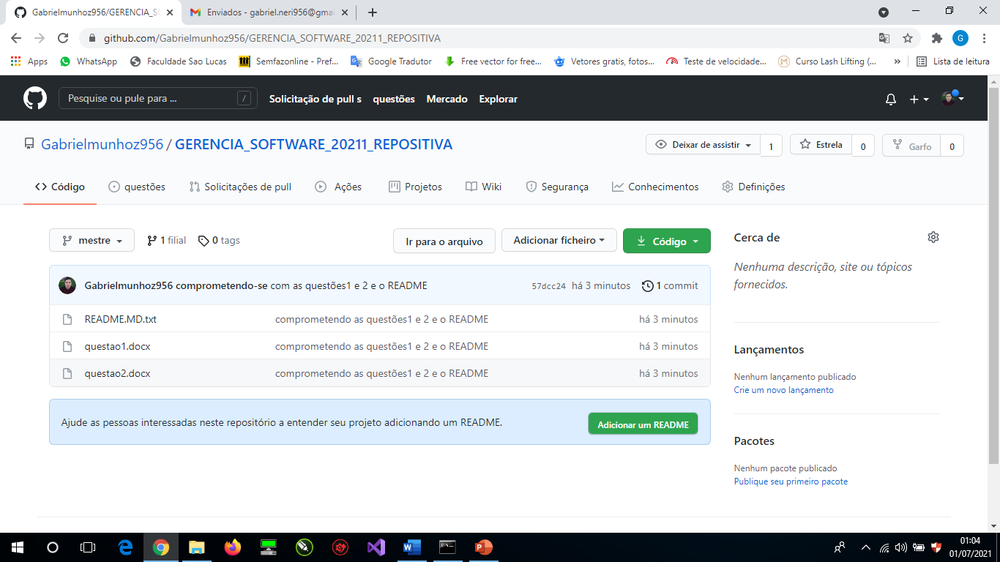 Gabrielmunhoz956/GERENCIA_SO
Enviados - gabriel.neri956@gmai
github.com/Gabrielmunhoz956/GERENCIA_SOFTWARE_20211_REPOSITIVA
G
Apps
WhatsApp
Faculdade Sao Lucas
Semfazonline - Pref...
Google Tradutor
Free vector for free...
Vetores gratis, fotos...
Teste de velocidade...
Curso Lash Lifting (...
»
Lista de leitura
Pesquise ou pule para ...
/
Solicitação de pull s
questões
Mercado
Explorar
Gabrielmunhoz956 / GERENCIA_SOFTWARE_20211_REPOSITIVA
Deixar de assistir
1
Estrela
0
Garfo
0
Código
questões
Solicitações de pull
Ações
Projetos
Wiki
Segurança
Conhecimentos
Definições
mestre
1 filial
0 tags
Ir para o arquivo
Adicionar ficheiro
Código
Gabrielmunhoz956 comprometendo-se com as questões1 e 2 e o README
57dcc24 há 3 minutos
1 commit
README.MD.txt
comprometendo as questões1 e 2 e o README
há 3 minutos
questao1.docx
comprometendo as questões1 e 2 e o README
há 3 minutos
questao2.docx
comprometendo as questões1 e 2 e o README
há 3 minutos
Ajude as pessoas interessadas neste repositório a entender seu projeto adicionando um README.
Adicionar um README
Cerca de
Nenhuma descrição, site ou tópicos
fornecidos.
Lançamentos
Nenhum lançamento publicado
Crie um novo lançamento
Pacotes
Nenhum pacote publicado
Publique seu primeiro pacote
01:04
01/07/2021